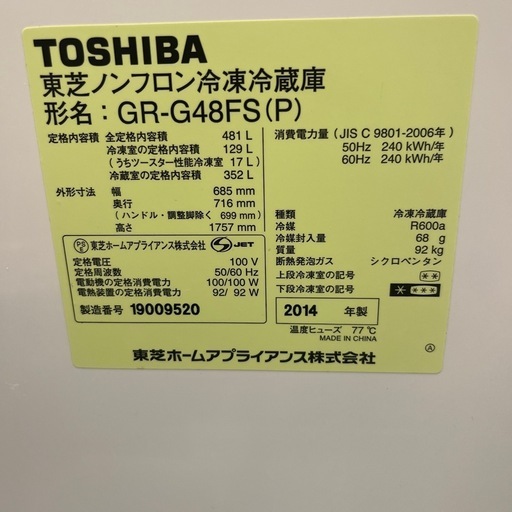 TOSHIBA
東芝ノンフロン冷凍冷蔵庫
形名：GR-G48FS(P)
定格内容積 全定格内容積 481 L
冷凍室の定格内容積 129 L
(うちツースター性能冷凍室 17 L)
冷蔵室の定格内容積 352 L
外形寸法 幅 685 mm
奥行 716 mm
(ハンドル・調整脚除く 699 mm)
高さ 1757 mm
PSE 東芝ホームアプライアンス株式会社 JET
定格電圧 100 V
定格周波数 50/60 Hz
電動機の定格消費電力 100/100 W
電熱装置の定格消費電力 92/ 92 W
製造番号 19009520
消費電力量 (JIS C 9801-2006年)
50Hz 240 kWh/年
60Hz 240 kWh/年
種類 冷凍冷蔵庫
冷媒 R600a
冷媒封入量 68 g
質量 92 kg
断熱発泡ガス シクロペンタン
上段冷凍室の記号 **
下段冷凍室の記号 * ***
2014 年製
温度ヒューズ 77 ℃
MADE IN CHINA
東芝ホームアプライアンス株式会社 Ⓐ